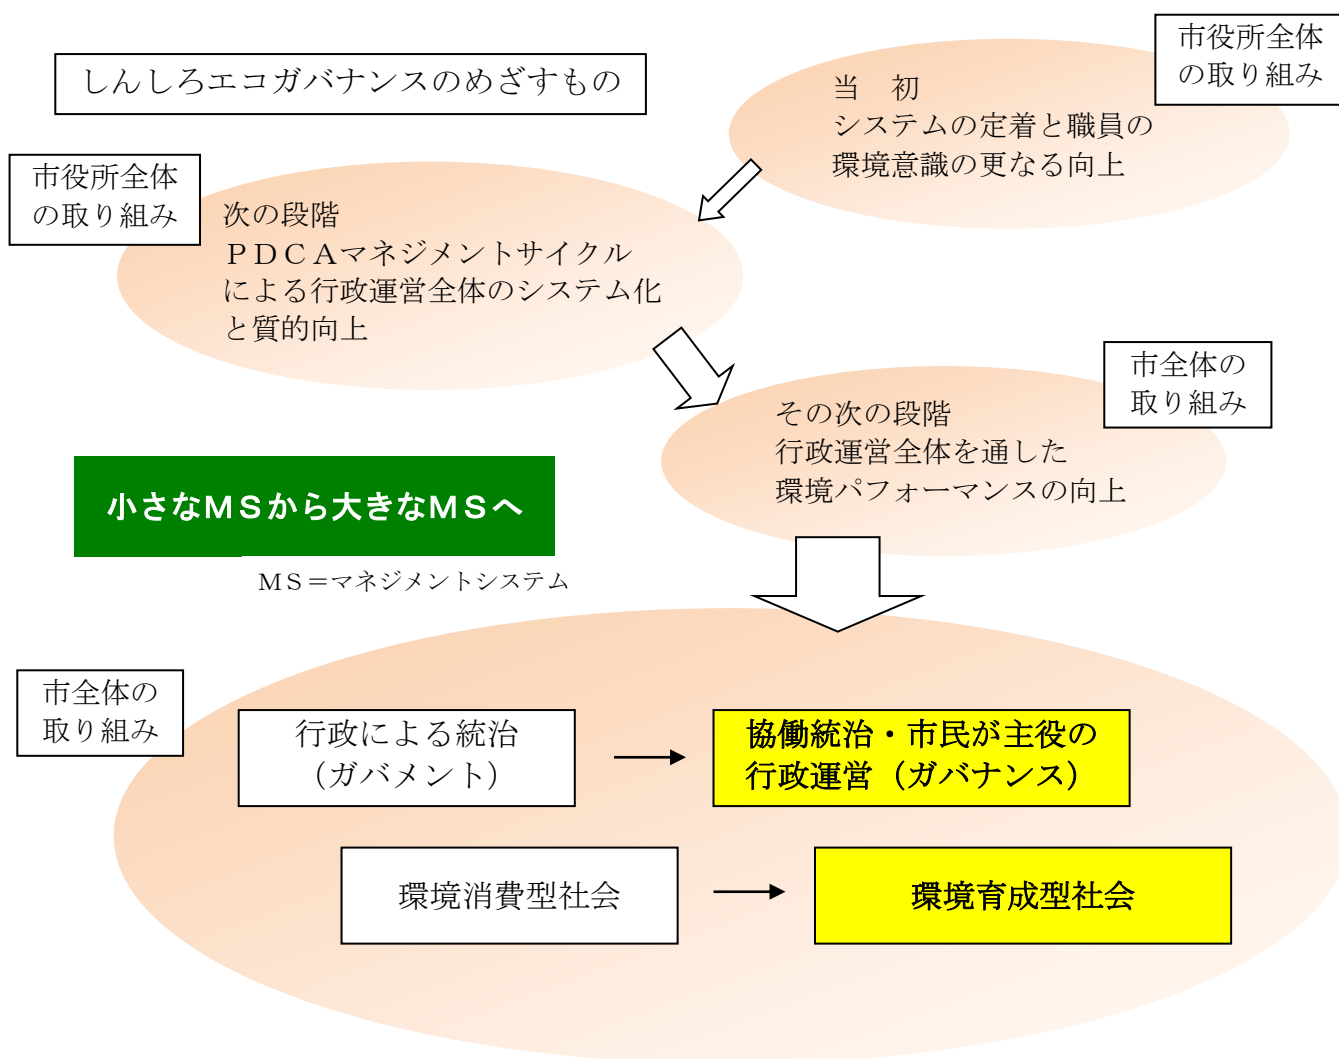 しんしろエコガバナンスのめざすもの
市役所全体
の取り組み
当　初
システムの定着と職員の
環境意識の更なる向上
市役所全体
の取り組み
次の段階
ＰＤＣＡマネジメントサイクル
による行政運営全体のシステム化
と質的向上
市全体の
取り組み
その次の段階
行政運営全体を通した
環境パフォーマンスの向上
小さなＭＳから大きなＭＳへ
ＭＳ＝マネジメントシステム
市全体の
取り組み
行政による統治
（ガバメント）
協働統治・市民が主役の
行政運営（ガバナンス）
環境消費型社会
環境育成型社会